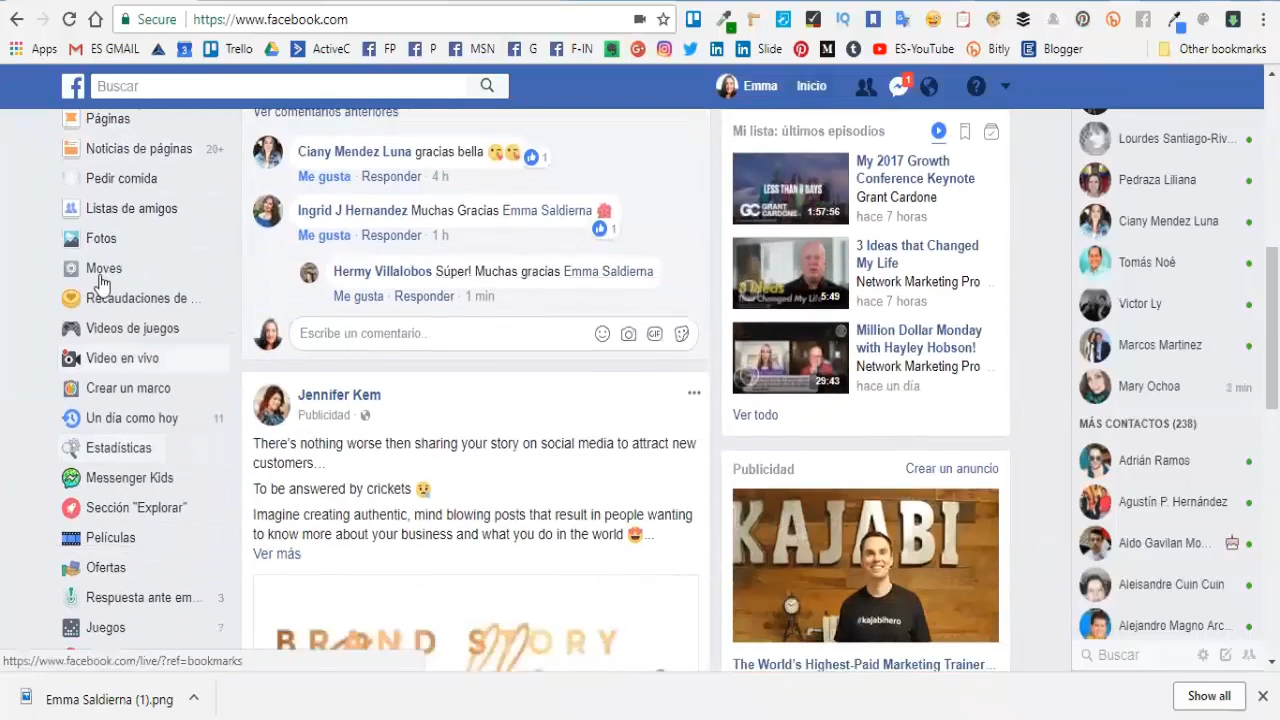 Secure
https://www.facebook.com
Apps
ES GMAIL
Trello
ActiveC
FP
P
MSN
G
F-IN
Slide
ES-YouTube
Bitly
Blogger
Other bookmarks
Buscar
Emma
Inicio
1
Páginas
Noticias de páginas 20+
Pedir comida
Listas de amigos
Fotos
Moves
Recaudaciones de ...
Videos de juegos
Video en vivo
Crear un marco
Un día como hoy 11
Estadísticas
Messenger Kids
Sección "Explorar"
Películas
Ofertas
Respuesta ante em... 3
Juegos
https://www.facebook.com/live/?ref=bookmarks
Ver comentarios anteriores
Ciany Mendez Luna gracias bella 1
Me gusta · Responder · 4 h
Ingrid J Hernandez Muchas Gracias Emma Saldierna
1
Me gusta · Responder · 1 h
Hermy Villalobos Súper! Muchas gracias Emma Saldierna
Me gusta · Responder · 1 min
Escribe un comentario..
GIF
Jennifer Kem
Publicidad ·
There's nothing worse then sharing your story on social media to attract new
customers…
To be answered by crickets
Imagine creating authentic, mind blowing posts that result in people wanting
to know more about your business and what you do in the world ...
Ver más
BRAND STORY
Mi lista: últimos episodios
LESS THAN 8 DAYS
GC GRANT CARDONE
1:57:56
My 2017 Growth
Conference Keynote
Grant Cardone
hace 7 horas
5:49
3 Ideas that Changed
My Life
Network Marketing Pro
hace 7 horas
29:43
Million Dollar Monday
with Hayley Hobson!
Network Marketing Pro
hace un día
Ver todo
Publicidad
Crear un anuncio
KAJABI
#kajabihero
The World's Highest-Paid Marketing Trainer...
Lourdes Santiago-Riv...
Pedraza Liliana
Ciany Mendez Luna
Tomás Noè
Victor Ly
Marcos Martinez
Mary Ochoa 2 min
MÁS CONTACTOS (238)
Adrián Ramos
Agustín P. Hernández
Aido Gavilan Mo...
Aleisandre Cuin Cuin
Alejandro Magno Arc...
Buscar
Emma Saldierna (1).png
Show all